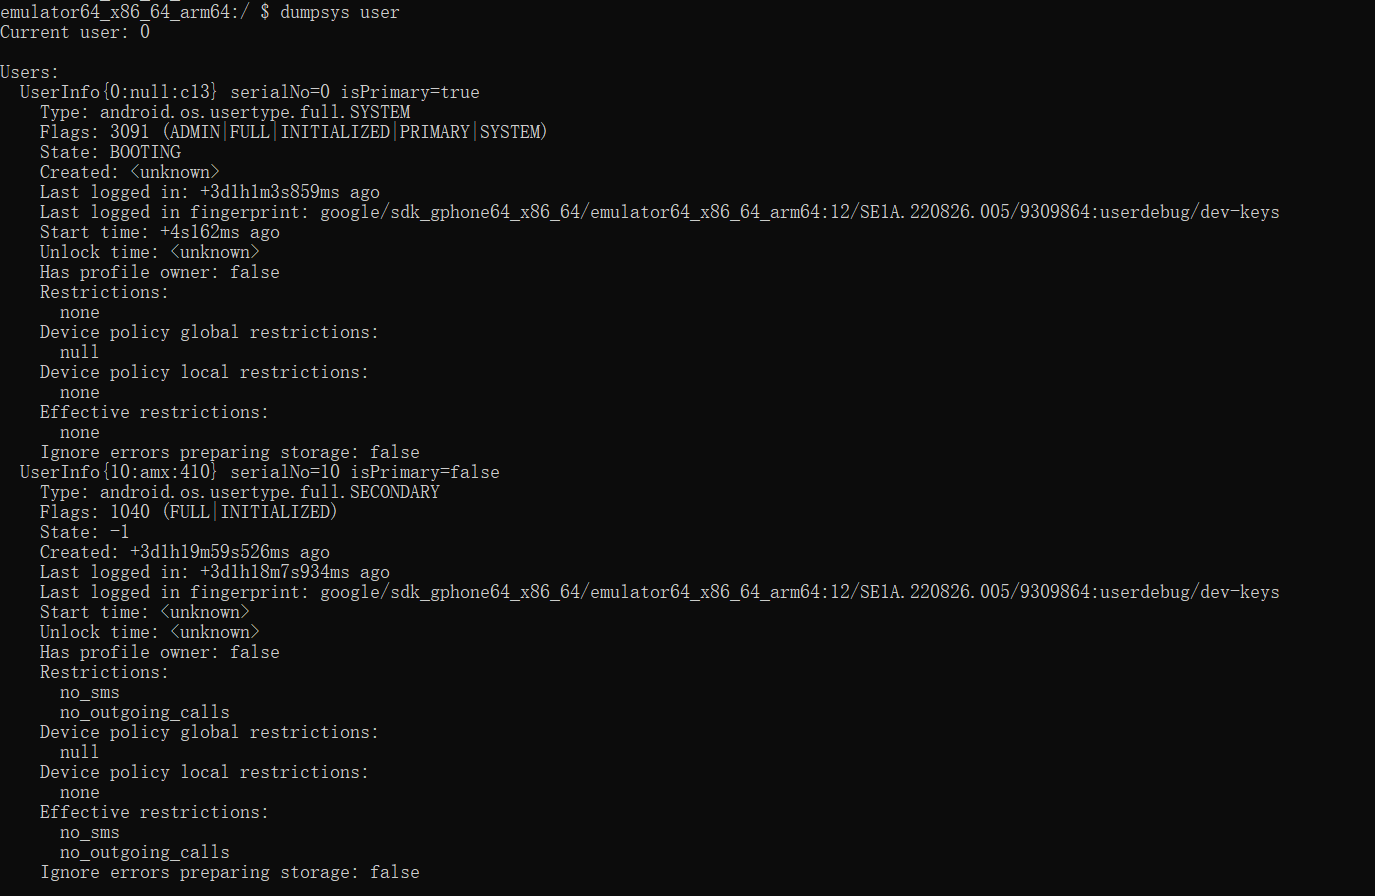 emulator64_x86_64_arm64:/ $ dumpsys user
Current user: 0
Users:
UserInfo{0:null:c13} serialNo=0 isPrimary=true
Type: android.os.usertype.full.SYSTEM
Flags: 3091 (ADMIN|FULL|INITIALIZED|PRIMARY|SYSTEM)
State: BOOTING
Created: <unknown>
Last logged in: +3d1h1m3s859ms ago
Last logged in fingerprint: google/sdk_gphone64_x86_64/emulator64_x86_64_arm64:12/SE1A.220826.005/9309864:userdebug/dev-keys
Start time: +4s162ms ago
Unlock time: <unknown>
Has profile owner: false
Restrictions:
none
Device policy global restrictions:
null
Device policy local restrictions:
none
Effective restrictions:
none
Ignore errors preparing storage: false
UserInfo{10:amx:410} serialNo=10 isPrimary=false
Type: android.os.usertype.full.SECONDARY
Flags: 1040 (FULL|INITIALIZED)
State: -1
Created: +3d1h19m59s526ms ago
Last logged in: +3d1h18m7s934ms ago
Last logged in fingerprint: google/sdk_gphone64_x86_64/emulator64_x86_64_arm64:12/SE1A.220826.005/9309864:userdebug/dev-keys
Start time: <unknown>
Unlock time: <unknown>
Has profile owner: false
Restrictions:
no_sms
no_outgoing_calls
Device policy global restrictions:
null
Device policy local restrictions:
none
Effective restrictions:
no_sms
no_outgoing_calls
Ignore errors preparing storage: false